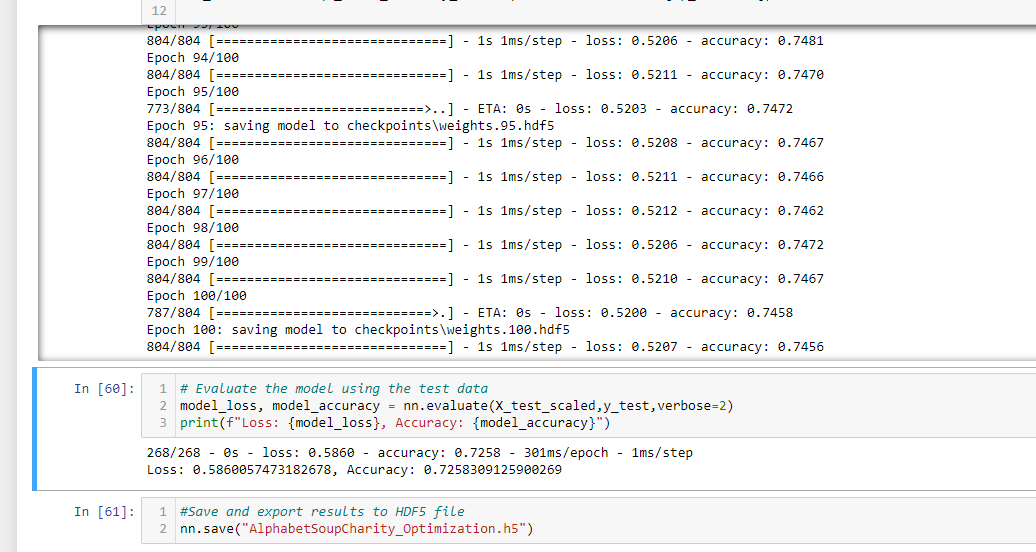 12
Epoch 93/100
804/804 [==============================] - 1s 1ms/step - loss: 0.5206 - accuracy: 0.7481
Epoch 94/100
804/804 [==============================] - 1s 1ms/step - loss: 0.5211 - accuracy: 0.7470
Epoch 95/100
773/804 [===========================>..] - ETA: 0s - loss: 0.5203 - accuracy: 0.7472
Epoch 95: saving model to checkpoints\weights.95.hdf5
804/804 [==============================] - 1s 1ms/step - loss: 0.5208 - accuracy: 0.7467
Epoch 96/100
804/804 [==============================] - 1s 1ms/step - loss: 0.5211 - accuracy: 0.7466
Epoch 97/100
804/804 [==============================] - 1s 1ms/step - loss: 0.5212 - accuracy: 0.7462
Epoch 98/100
804/804 [==============================] - 1s 1ms/step - loss: 0.5206 - accuracy: 0.7472
Epoch 99/100
804/804 [==============================] - 1s 1ms/step - loss: 0.5210 - accuracy: 0.7467
Epoch 100/100
787/804 [============================>.] - ETA: 0s - loss: 0.5200 - accuracy: 0.7458
Epoch 100: saving model to checkpoints\weights.100.hdf5
804/804 [==============================] - 1s 1ms/step - loss: 0.5207 - accuracy: 0.7456
In [60]: 1 # Evaluate the model using the test data
2 model_loss, model_accuracy = nn.evaluate(X_test_scaled,y_test,verbose=2)
3 print(f"Loss: {model_loss}, Accuracy: {model_accuracy}")
268/268 - 0s - loss: 0.5860 - accuracy: 0.7258 - 301ms/epoch - 1ms/step
Loss: 0.5860057473182678, Accuracy: 0.7258309125900269
In [61]: 1 #Save and export results to HDF5 file
2 nn.save("AlphabetSoupCharity_Optimization.h5")